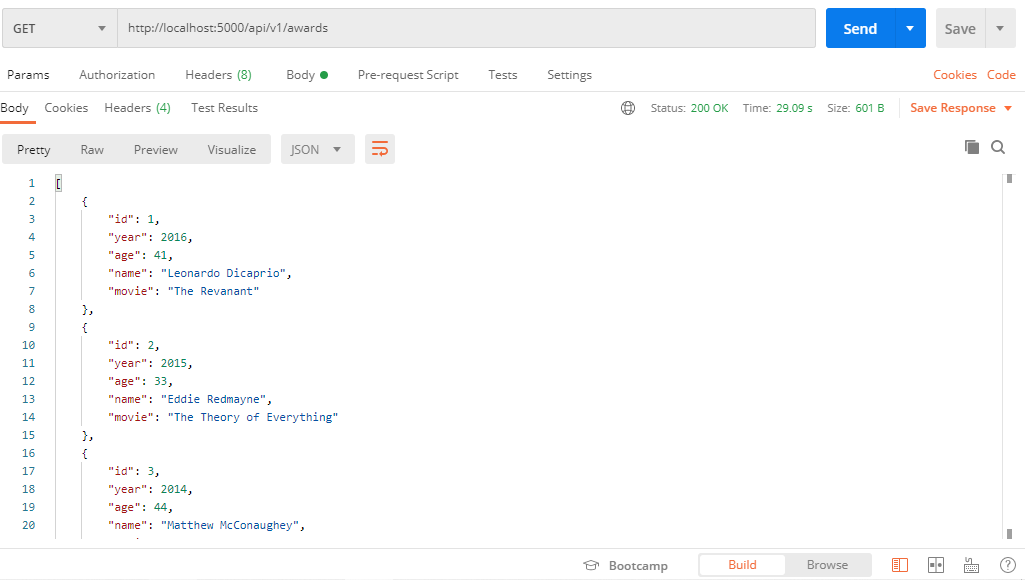 GET http://localhost:5000/api/v1/awards Send Save
Params Authorization Headers (8) Body Pre-request Script Tests Settings Cookies Code
Body Cookies Headers (4) Test Results Status: 200 OK Time: 29.09 s Size: 601 B Save Response
Pretty Raw Preview Visualize JSON
1 [
2 {
3 "id": 1,
4 "year": 2016,
5 "age": 41,
6 "name": "Leonardo Dicaprio",
7 "movie": "The Revanant"
8 },
9 {
10 "id": 2,
11 "year": 2015,
12 "age": 33,
13 "name": "Eddie Redmayne",
14 "movie": "The Theory of Everything"
15 },
16 {
17 "id": 3,
18 "year": 2014,
19 "age": 44,
20 "name": "Matthew McConaughey",
Bootcamp Build Browse